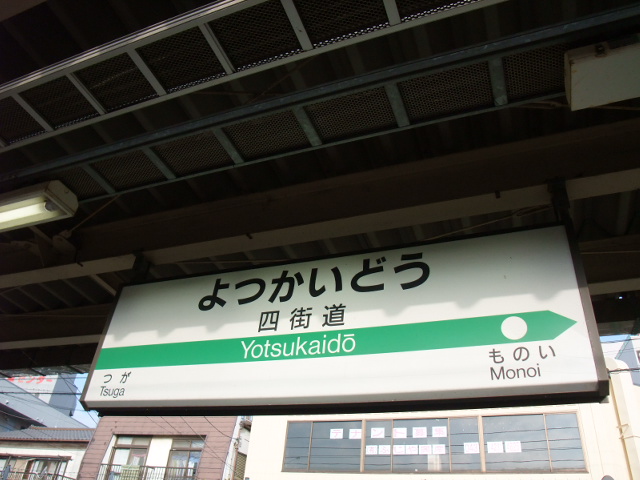 よつかいどう
四街道
Yotsukaidō
つが
Tsuga
ものい
Monoi